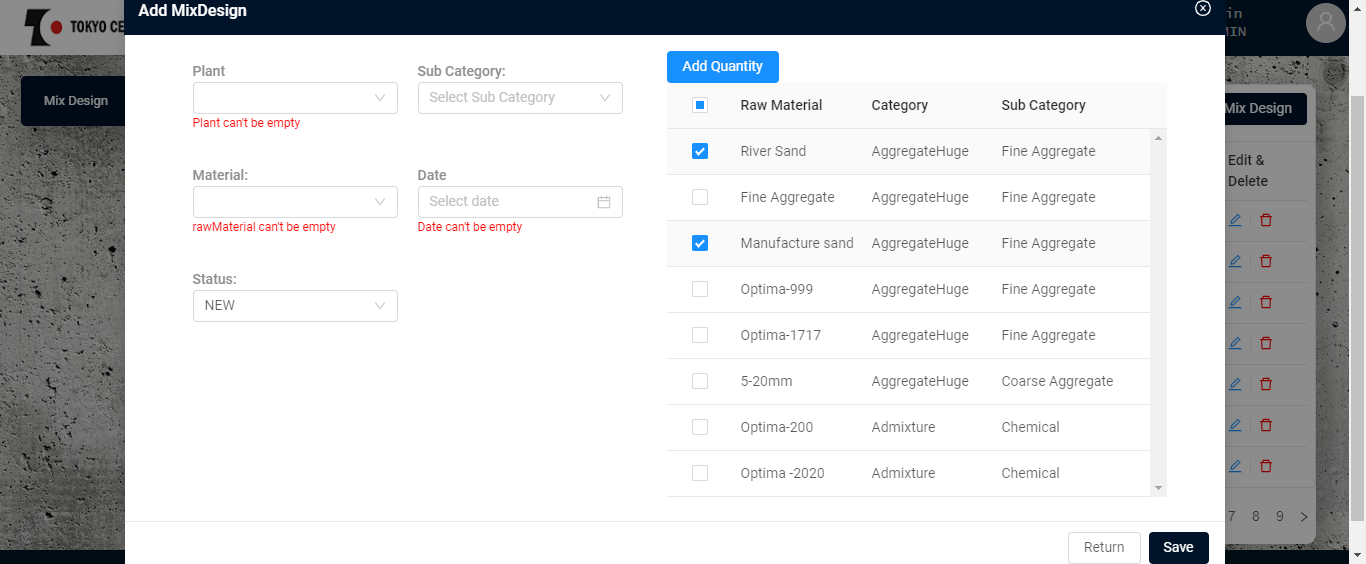 Add MixDesign
TOKYO CE
in
MIN
Mix Design
Plant
Sub Category:
Select Sub Category
Plant can't be empty
Material:
Date
Select date
rawMaterial can't be empty
Date can't be empty
Status:
NEW
Add Quantity
Raw Material Category Sub Category
River Sand AggregateHuge Fine Aggregate
Fine Aggregate AggregateHuge Fine Aggregate
Manufacture sand AggregateHuge Fine Aggregate
Optima-999 AggregateHuge Fine Aggregate
Optima-1717 AggregateHuge Fine Aggregate
5-20mm AggregateHuge Coarse Aggregate
Optima-200 Admixture Chemical
Optima -2020 Admixture Chemical
Mix Design
Edit &
Delete
7 8 9
Return Save